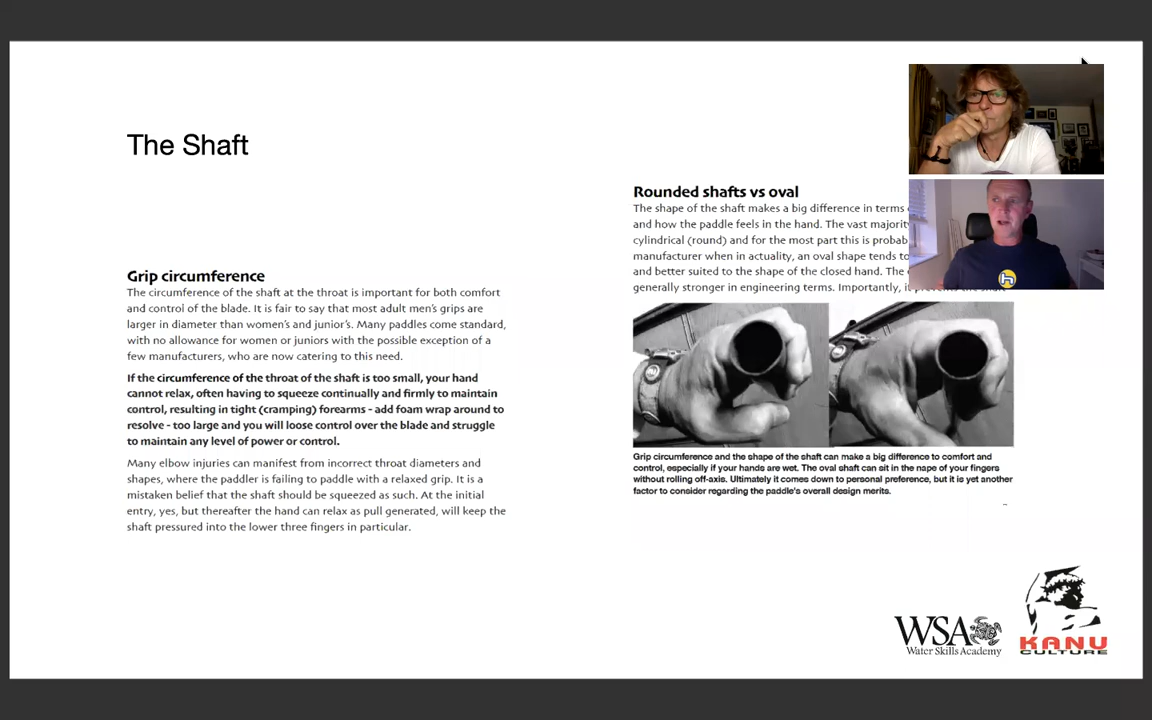 The Shaft
Grip circumference
The circumference of the shaft at the throat is important for both comfort
and control of the blade. It is fair to say that most adult men's grips are
larger in diameter than women's and junior's. Many paddles come standard,
with no allowance for women or juniors with the possible exception of a
few manufacturers, who are now catering to this need.
If the circumference of the throat of the shaft is too small, your hand
cannot relax, often having to squeeze continually and firmly to maintain
control, resulting in tight (cramping) forearms - add foam wrap around to
resolve - too large and you will loose control over the blade and struggle
to maintain any level of power or control.
Many elbow injuries can manifest from incorrect throat diameters and
shapes, where the paddler is failing to paddle with a relaxed grip. It is a
mistaken belief that the shaft should be squeezed as such. At the initial
entry, yes, but thereafter the hand can relax as pull generated, will keep the
shaft pressured into the lower three fingers in particular.
Rounded shafts vs oval
The shape of the shaft makes a big difference in terms
and how the paddle feels in the hand. The vast majority
cylindrical (round) and for the most part this is
manufacturer when in actuality, an oval shape tends to
and better suited to the shape of the closed hand. The
generally stronger in engineering terms. Importantly,
Grip circumference and the shape of the shaft can make a big difference to comfort and
control, especially if your hands are wet. The oval shaft can sit in the nape of your fingers
without rolling off-axis. Ultimately it comes down to personal preference, but it is yet another
factor to consider regarding the paddle's overall design merits.
WSA
Water Skills Academy
KANU
CULTURE